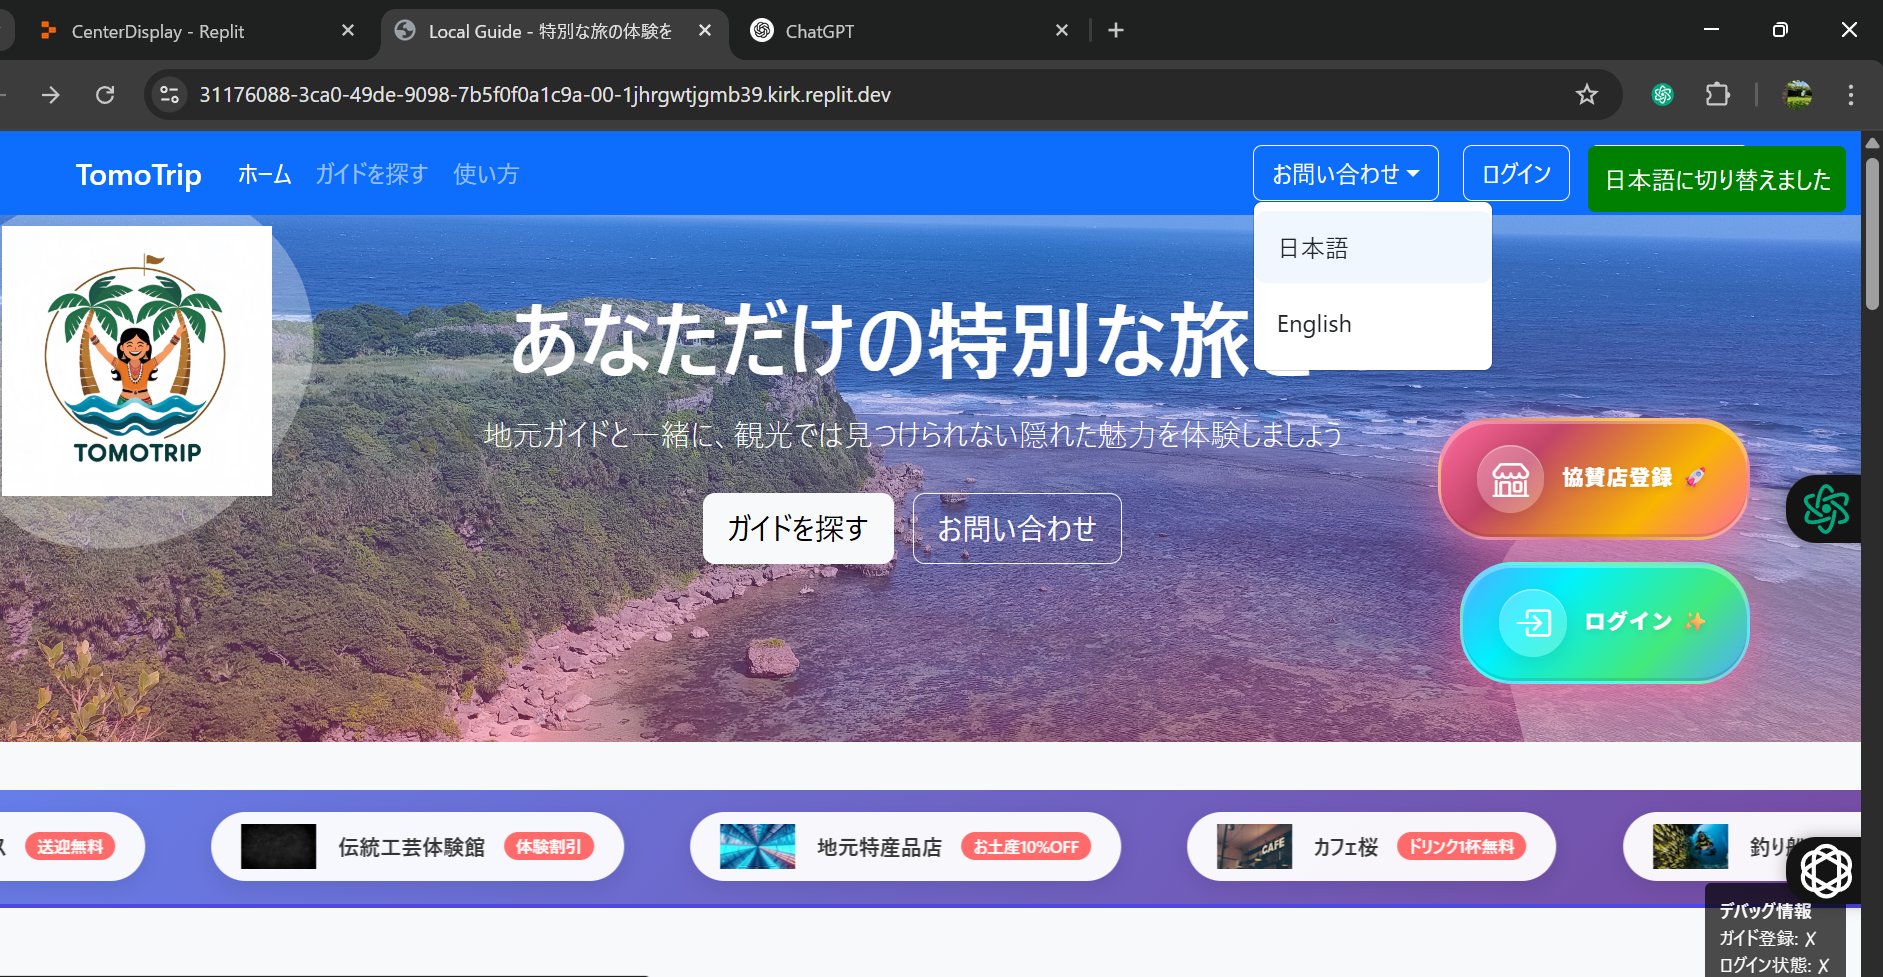 CenterDisplay - Replit
Local Guide - 特別な旅の体験を
ChatGPT
31176088-3ca0-49de-9098-7b5f0f0a1c9a-00-1jhrgwtjgmb39.kirk.replit.dev
TomoTrip
ホーム
ガイドを探す
使い方
お問い合わせ
ログイン
日本語に切り替えました
日本語
English
TOMOTRIP
あなただけの特別な旅
地元ガイドと一緒に、観光では見つけられない隠れた魅力を体験しましょう
ガイドを探す
お問い合わせ
協賛店登録 🚀
ログイン ✨
送迎無料
伝統工芸体験館
体験割引
地元特産品店
お土産10%OFF
CAFE
カフェ桜
ドリンク1杯無料
釣り
デバッグ情報
ガイド登録: ✗
ログイン状態: ✗